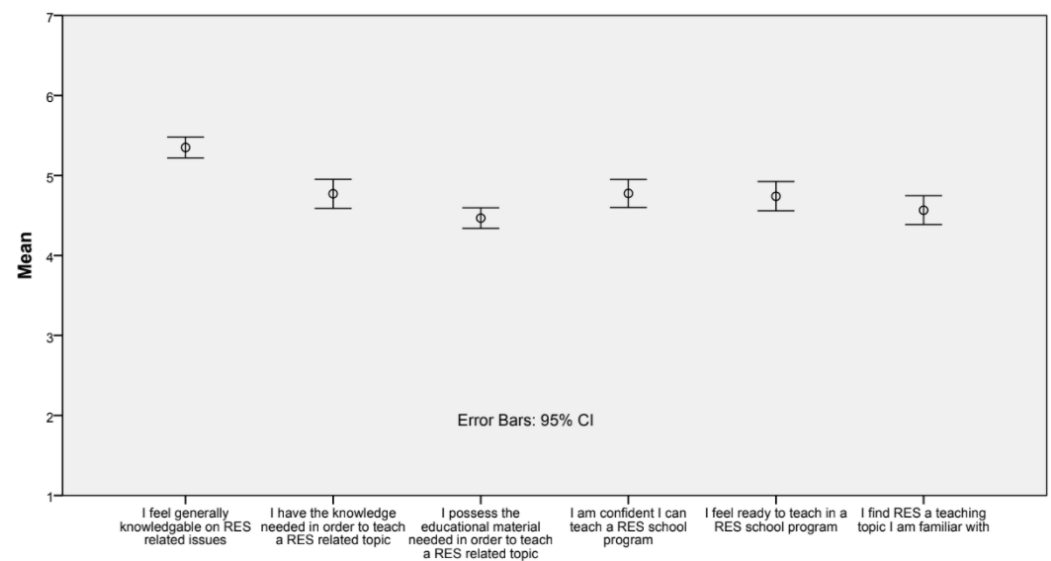 7
6
5
4
3
2
1
Mean
Error Bars: 95% CI
I feel generally
knowledgable on RES
related issues
I have the knowledge
needed in order to teach
a RES related topic
I possess the
educational material
needed in order to teach
a RES related topic
I am confident I can
teach a RES school
program
I feel ready to teach in a
RES school program
I find RES a teaching
topic I am familiar with